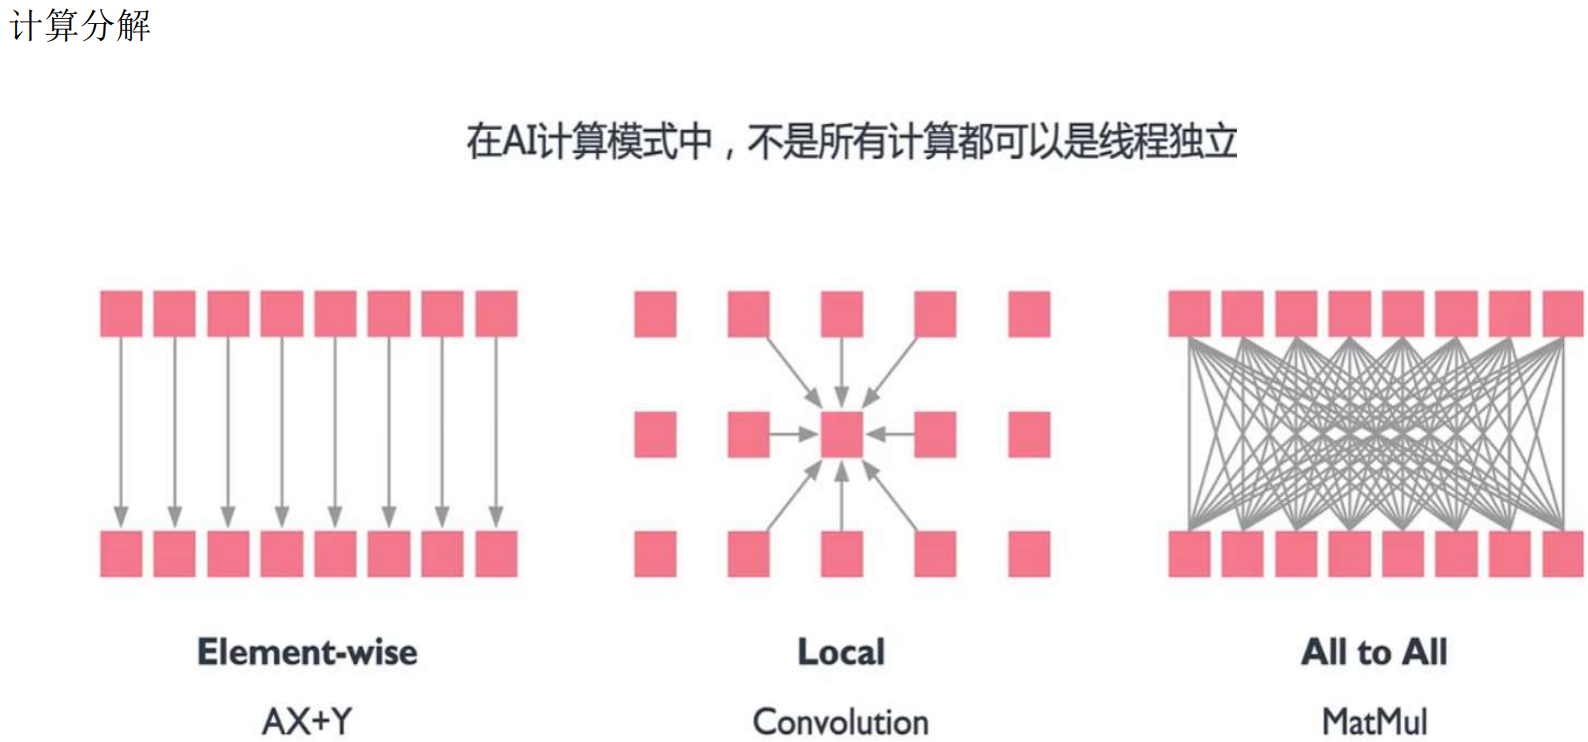 计算分解
在AI计算模式中，不是所有计算都可以是线程独立
Element-wise
AX+Y
Local
Convolution
All to All
MatMul